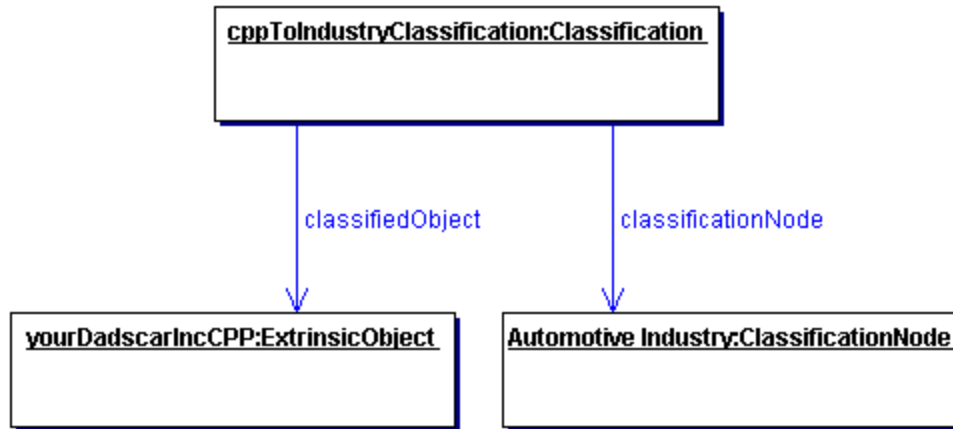 cppToIndustryClassification:Classification
classifiedObject
classificationNode
yourDadscarIncCPP:ExtrinsicObject
Automotive Industry:ClassificationNode